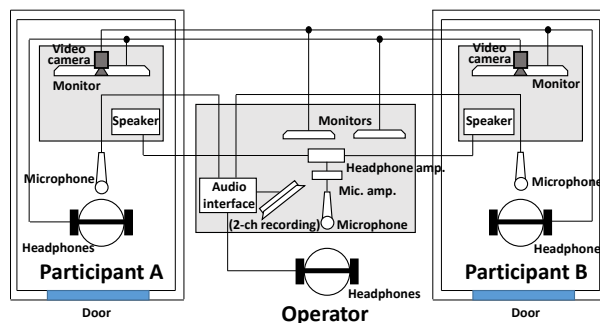 Video
camera
Monitor
Speaker
Microphone
Headphones
Participant A
Door
Monitors
Headphone amp.
Mic. amp.
Audio
interface
(2-ch recording)
Microphone
Headphones
Operator
Video
camera
Monitor
Speaker
Microphone
Headphone
Participant B
Door